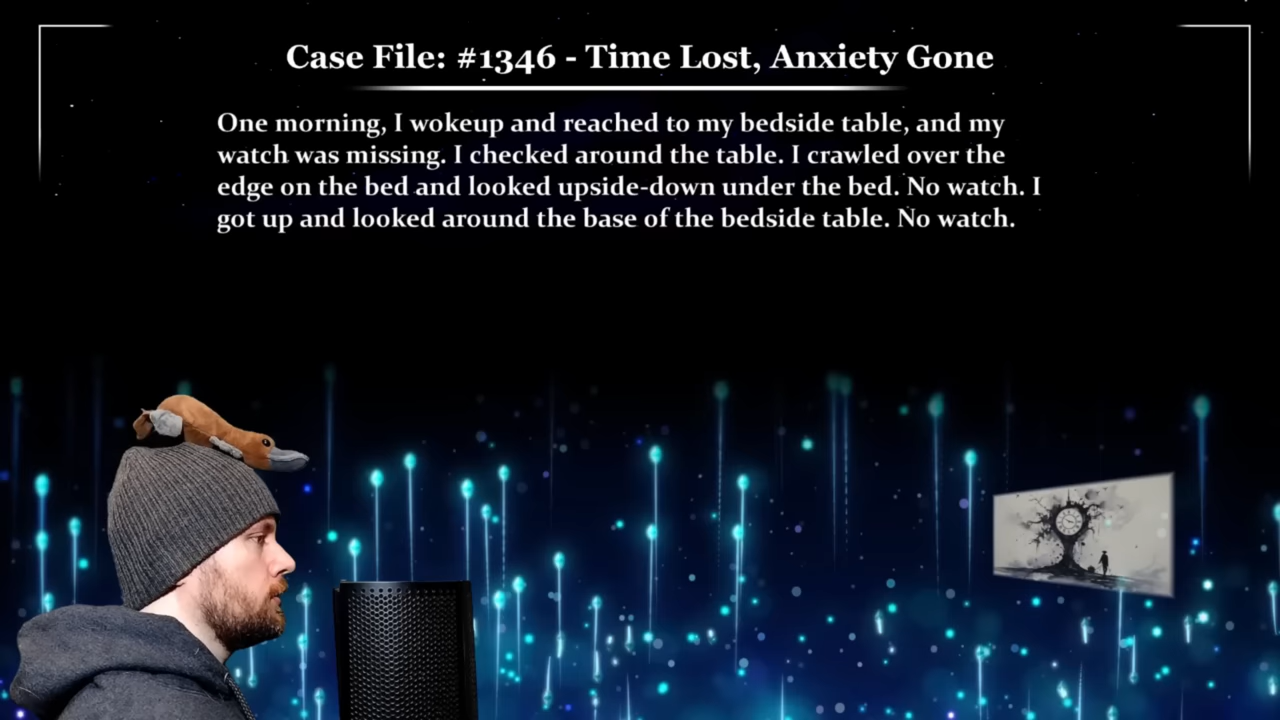 Case File: #1346 - Time Lost, Anxiety Gone
One morning, I wokeup and reached to my bedside table, and my
watch was missing. I checked around the table. I crawled over the
edge on the bed and looked upside-down under the bed. No watch. I
got up and looked around the base of the bedside table. No watch.